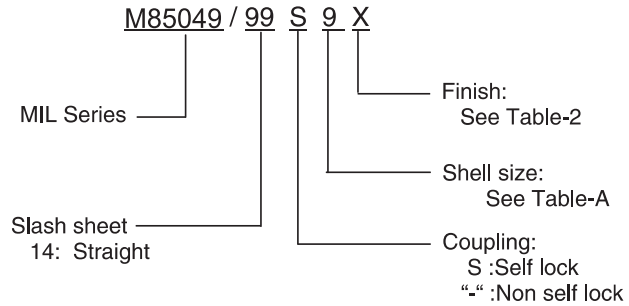 M85049 / 99 S 9 X
MIL Series
Finish:
See Table-2
Shell size:
See Table-A
Slash sheet
14: Straight
Coupling:
S :Self lock
“-“ :Non self lock